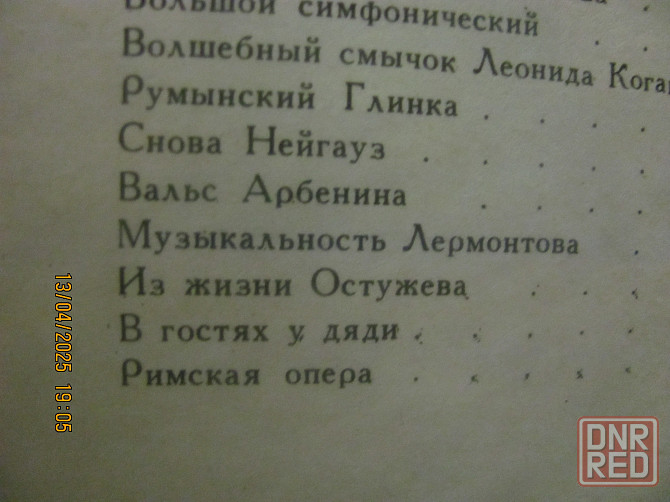 Большой симфонический . .
Волшебный смычок Леонида Кога
Румынский Глинка . . . .
Снова Нейгауз . . . . .
Вальс Арбенина . . . .
Музыкальность Лермонтова .
Из жизни Остужева . . .
В гостях у дяди . . . . .
Римская опера . . . . .
13/04/2025 19:05
DNR
RED